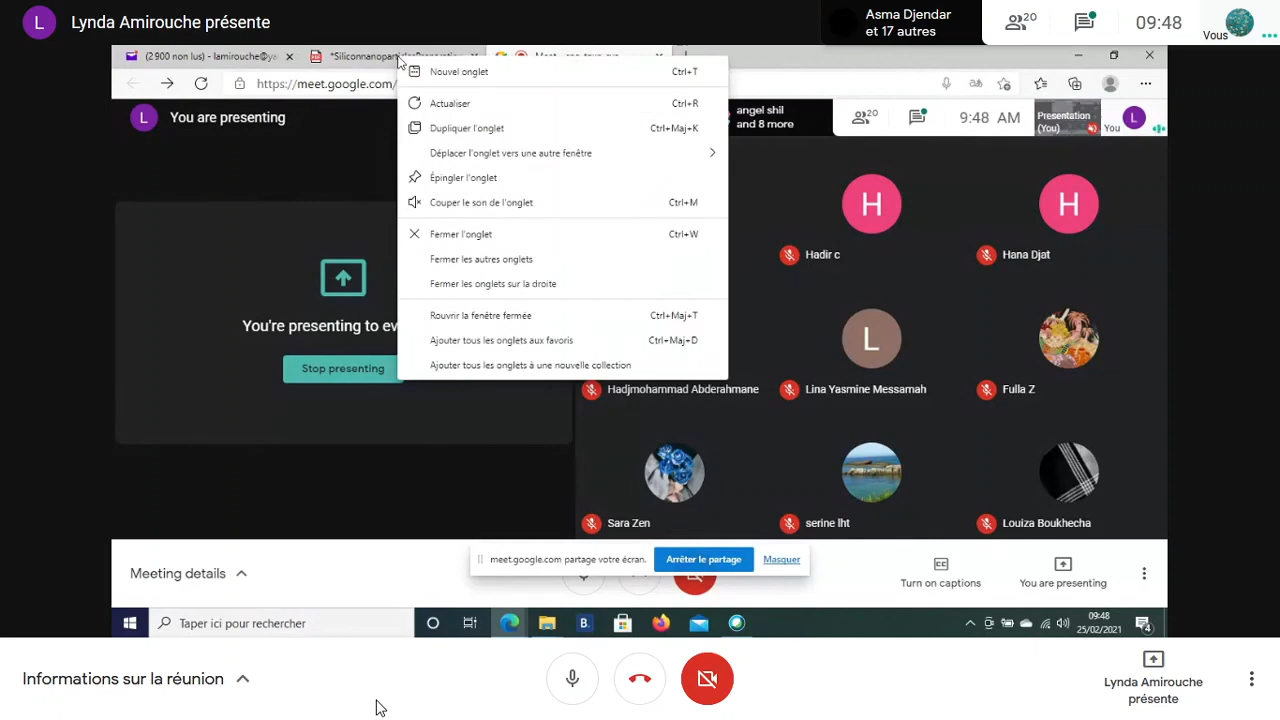 L
Lynda Amirouche présente
Asma Djendar
et 17 autres
20
09:48
Vous
(2 900 non lus) - lamirouche@ya
*Siliconnanopar
https://meet.google.com/
Nouvel onglet Ctrl+T
Actualiser Ctrl+R
Dupliquer l'onglet Ctrl+Maj+K
Déplacer l'onglet vers une autre fenêtre
Épingler l'onglet
Couper le son de l'onglet Ctrl+M
Fermer l'onglet Ctrl+W
Fermer les autres onglets
Fermer les onglets sur la droite
Rouvrir la fenêtre fermée Ctrl+Maj+T
Ajouter tous les onglets aux favoris Ctrl+Maj+D
Ajouter tous les onglets à une nouvelle collection
L
You are presenting
angel shil
and 8 more
20
9:48 AM
Presentation
(You)
You
L
You're presenting to ev
Stop presenting
H
Hadir c
H
Hana Djat
Hadjmohammad Abderahmane
L
Lina Yasmine Messamah
Fulla Z
Sara Zen
serine lht
Louiza Boukhecha
Meeting details
meet.google.com partage votre écran.
Arrêter le partage
Masquer
CC
Turn on captions
You are presenting
Taper ici pour rechercher
B.
09:48
25/02/2021
4
Informations sur la réunion
Lynda Amirouche
présente